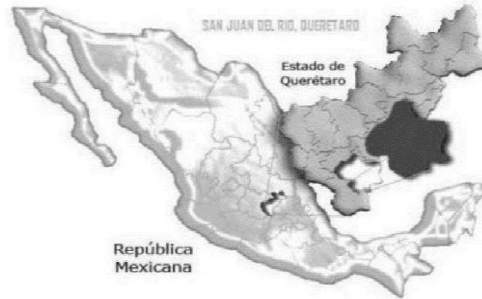 SAN JUAN DEL RIO, QUERETARO
Estado de
Querétaro
República
Mexicana